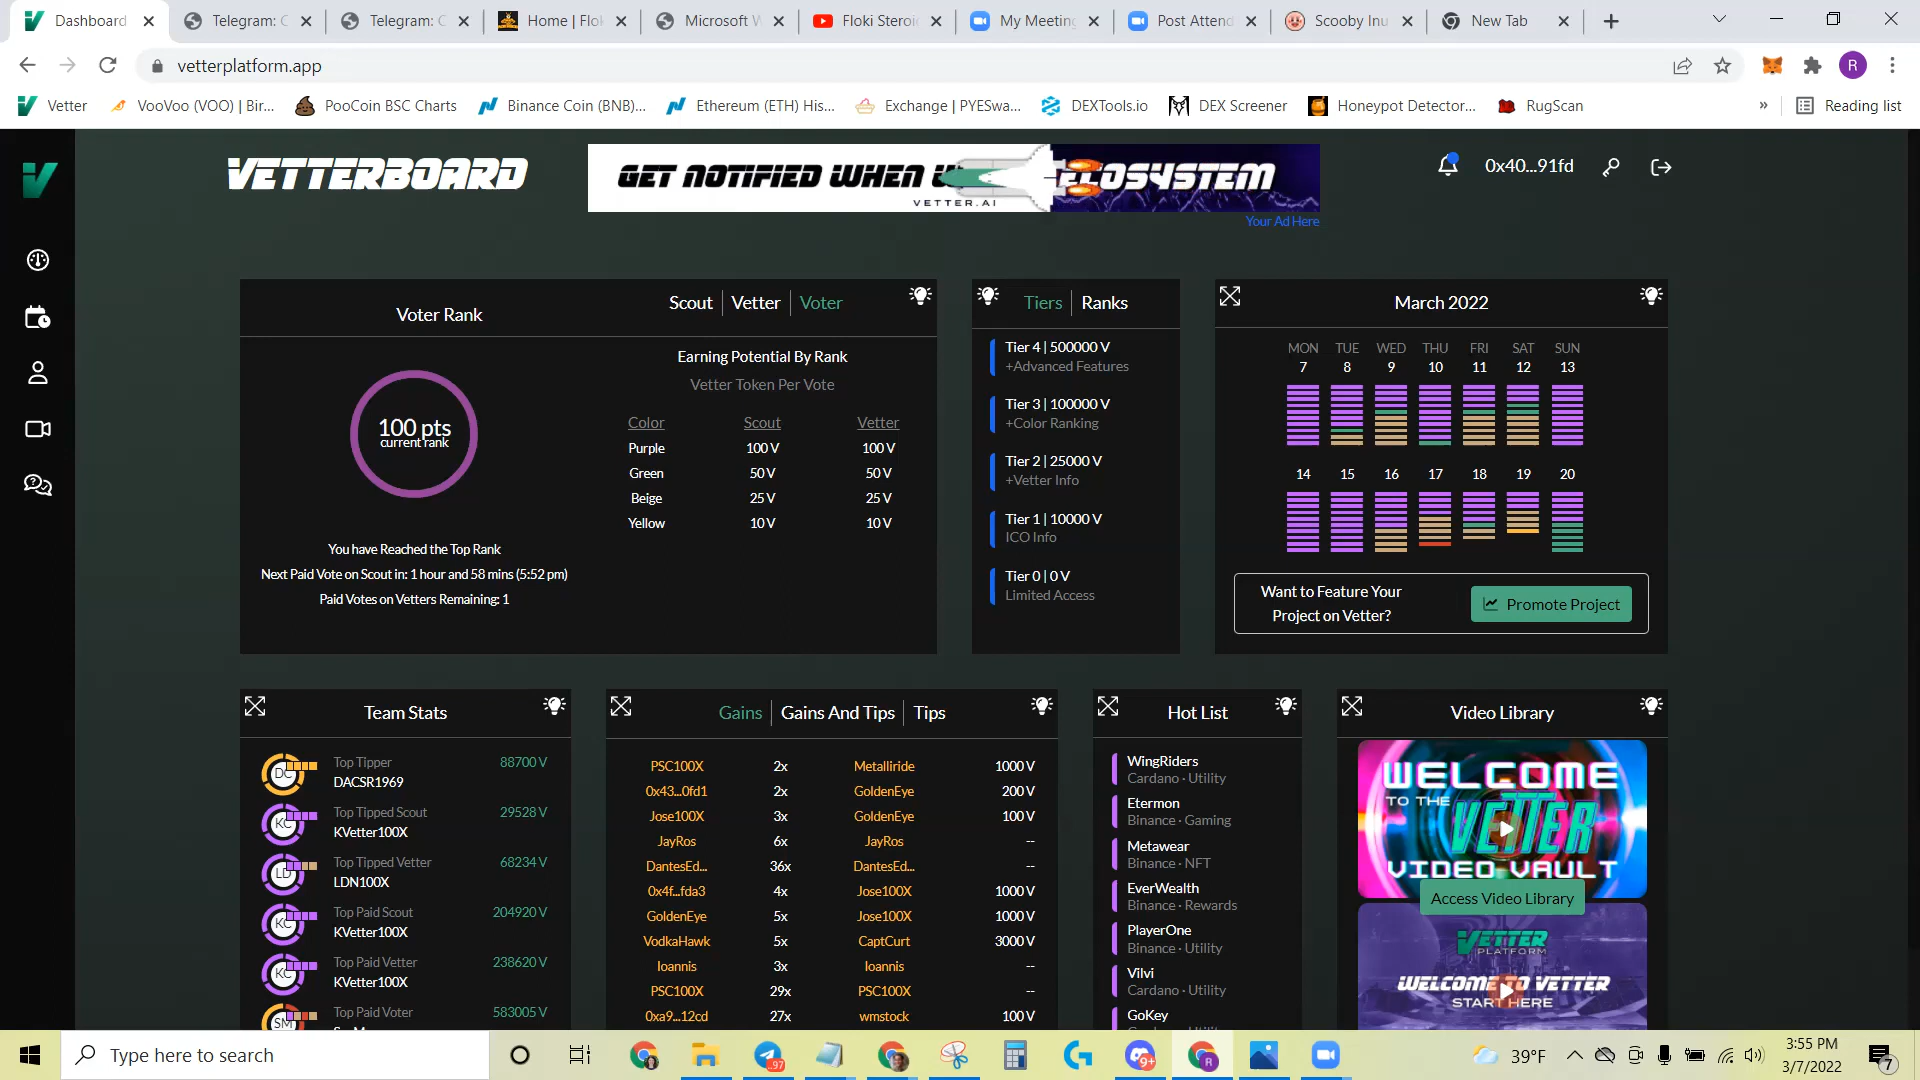 Dashboard
Telegram: C
Telegram: C
Home | Flo
Microsoft W
Floki Steroi
My Meeting
Post Attend
Scooby Inu
New Tab
vetterplatform.app
R
Vetter
VooVoo (VOO) | Bir...
PooCoin BSC Charts
Binance Coin (BNB)...
Ethereum (ETH) His...
Exchange | PYESwa...
DEXTools.io
DEX Screener
Honeypot Detector...
RugScan
»
Reading list
VETTERBOARD
GET NOTIFIED WHEN
ECOSYSTEM
VETTER.AI
Your Ad Here
0x40...91fd
Voter Rank
Scout | Vetter | Voter
100 pts
current rank
You have Reached the Top Rank
Next Paid Vote on Scout in: 1 hour and 58 mins (5:52 pm)
Paid Votes on Vetters Remaining: 1
Earning Potential By Rank
Vetter Token Per Vote
Color Scout Vetter
Purple 100 V 100 V
Green 50 V 50 V
Beige 25 V 25 V
Yellow 10 V 10 V
Tiers | Ranks
Tier 4 | 500000 V
+Advanced Features
Tier 3 | 100000 V
+Color Ranking
Tier 2 | 25000 V
+Vetter Info
Tier 1 | 10000 V
ICO Info
Tier 0 | 0 V
Limited Access
March 2022
MON TUE WED THU FRI SAT SUN
7 8 9 10 11 12 13
14 15 16 17 18 19 20
Want to Feature Your
Project on Vetter?
Promote Project
Team Stats
DC
Top Tipper 88700 V
DACSR1969
KC
Top Tipped Scout 29528 V
KVetter100X
LD
Top Tipped Vetter 68234 V
LDN100X
KC
Top Paid Scout 204920 V
KVetter100X
KC
Top Paid Vetter 238620 V
KVetter100X
SM
Top Paid Voter 583005 V
Gains | Gains And Tips | Tips
PSC100X 2x Metalliride 1000 V
0x43...0fd1 2x GoldenEye 200 V
Jose100X 3x GoldenEye 100 V
JayRos 6x JayRos --
DantesEd... 36x DantesEd... --
0x4f...fda3 4x Jose100X 1000 V
GoldenEye 5x Jose100X 1000 V
VodkaHawk 5x CaptCurt 3000 V
Ioannis 3x Ioannis --
PSC100X 29x PSC100X --
0xa9...12cd 27x wmstock 100 V
Hot List
WingRiders
Cardano · Utility
Etermon
Binance · Gaming
Metawear
Binance · NFT
EverWealth
Binance · Rewards
PlayerOne
Binance · Utility
Vilvi
Cardano · Utility
GoKey
Video Library
WELCOME
TO THE
VETTER
VIDEO VAULT
Access Video Library
VETTER
PLATFORM
WELCOME TO VETTER
START HERE
Type here to search
97
9+
R
39°F
3:55 PM
3/7/2022
7